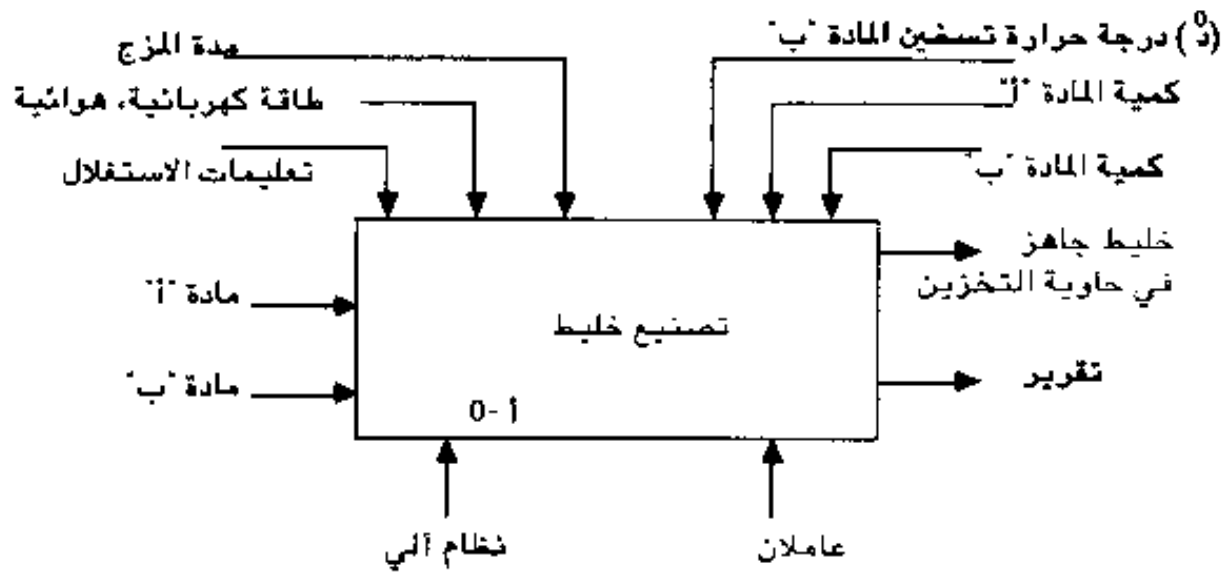 (د°) درجة حرارة تسخين المادة "ب"
مدة المزج
كمية المادة "أ"
طاقة كهربائية، هوائية
كمية المادة "ب"
تعليمات الاستغلال
خليط جاهز
في حاوية التخزين
مادة "أ"
تصنيع خليط
تقرير
مادة "ب"
أ-0
عاملان
نظام آلي